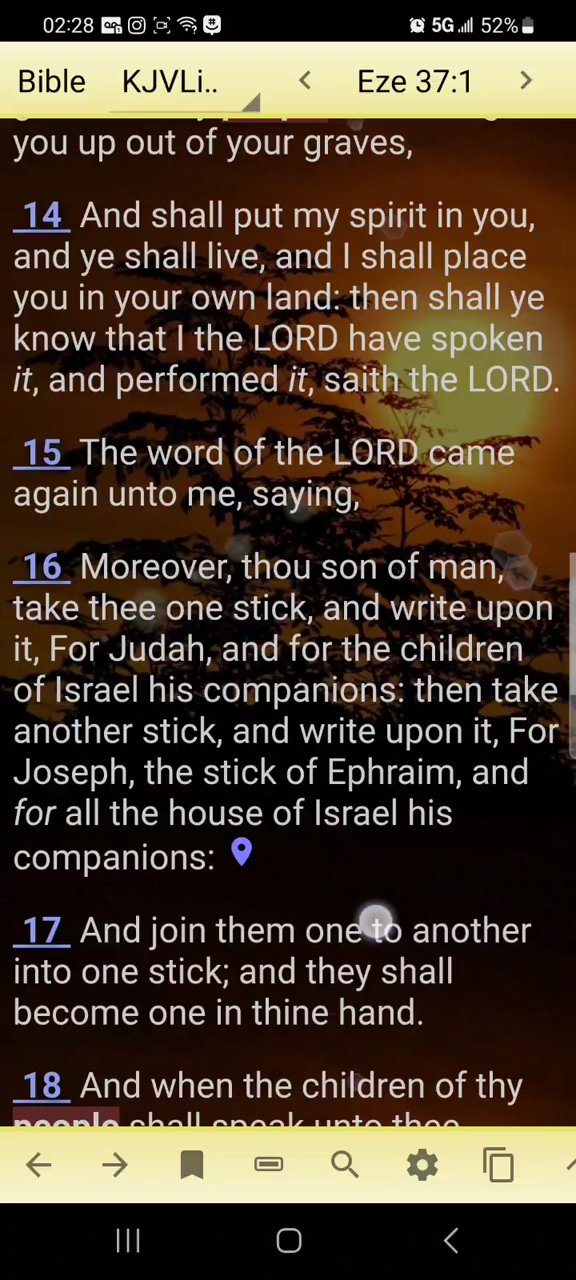 02:28 5G 52%
Bible KJVLi.. < Eze 37:1 >
you up out of your graves,
14 And shall put my spirit in you,
and ye shall live, and I shall place
you in your own land: then shall ye
know that I the LORD have spoken
it, and performed it, saith the LORD.
15 The word of the LORD came
again unto me, saying,
16 Moreover, thou son of man,
take thee one stick, and write upon
it, For Judah, and for the children
of Israel his companions: then take
another stick, and write upon it, For
Joseph, the stick of Ephraim, and
for all the house of Israel his
companions:
17 And join them one to another
into one stick; and they shall
become one in thine hand.
18 And when the children of thy
people shall speak unto thee